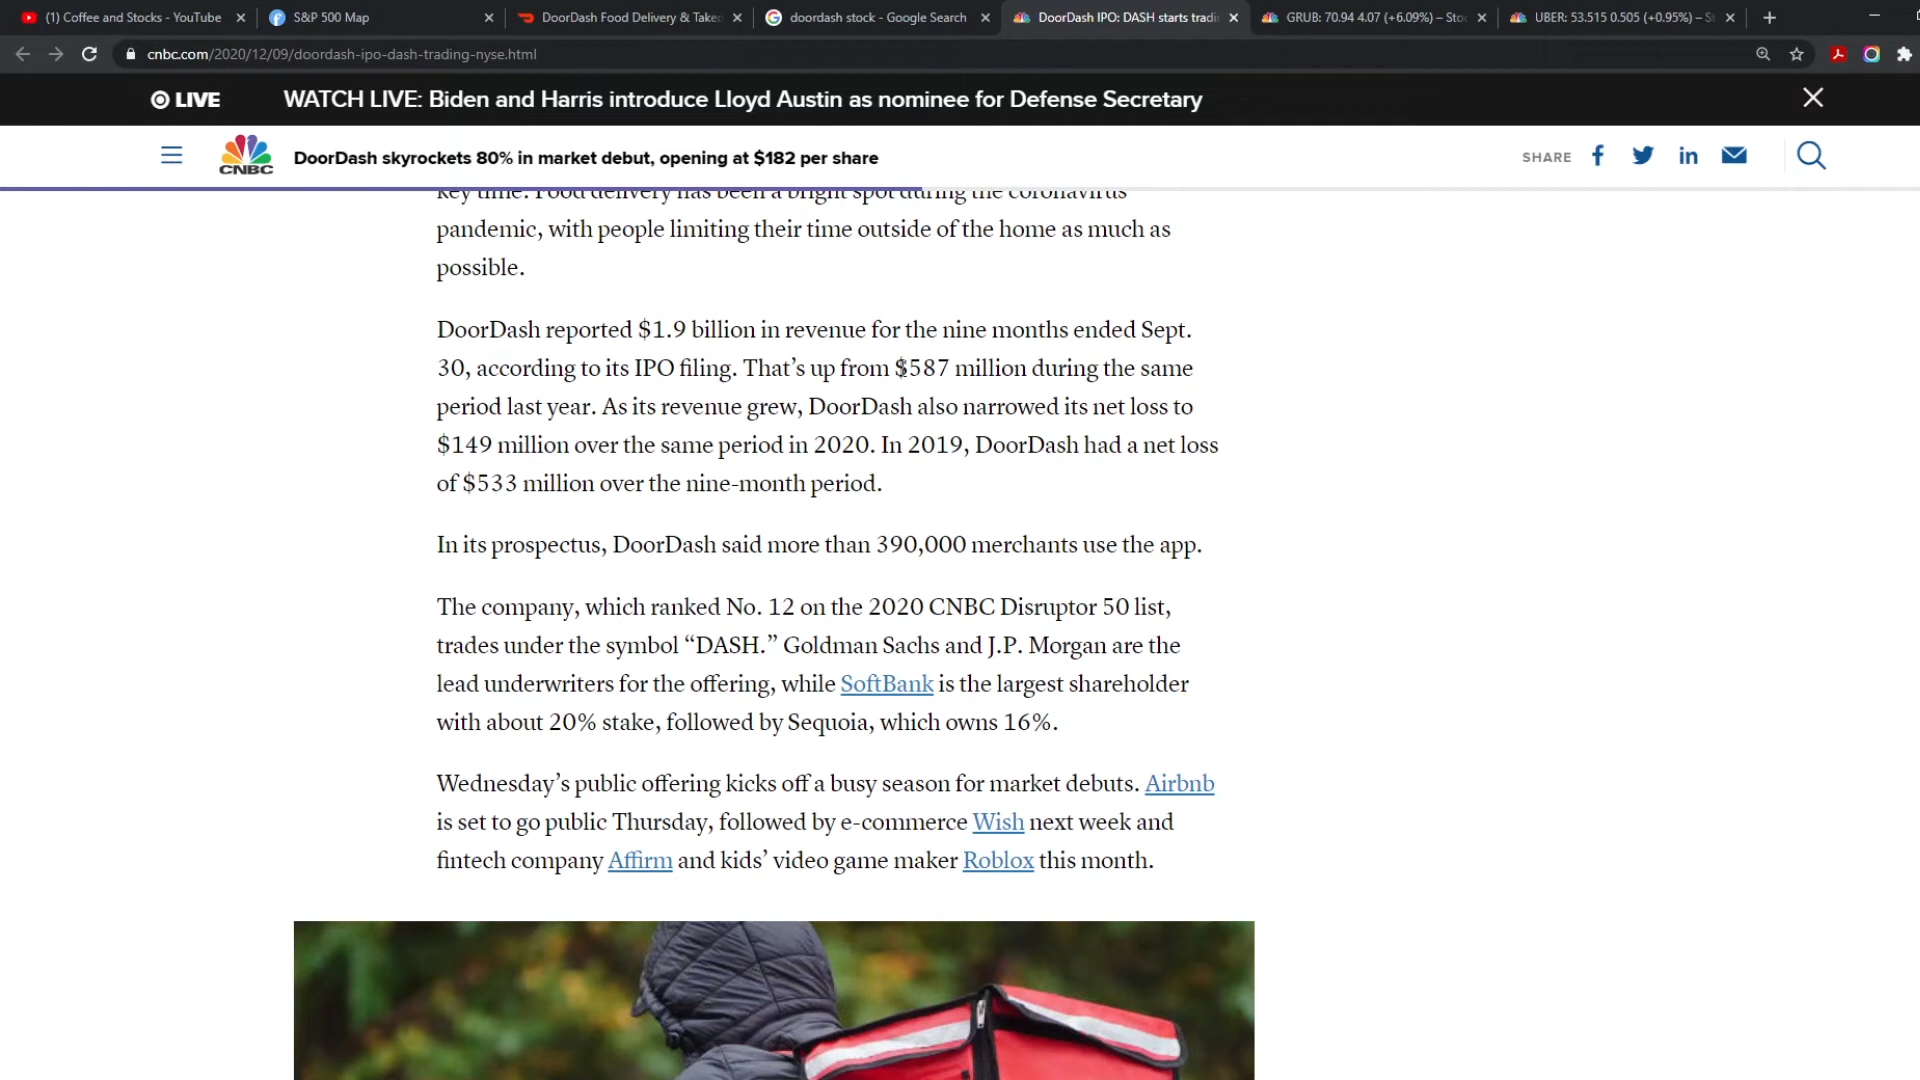 (1) Coffee and Stocks - YouTube
S&P 500 Map
DoorDash Food Delivery & Take
doordash stock - Google Search
DoorDash IPO: DASH starts tradi
GRUB: 70.94 4.07 (+6.09%) – Sto
UBER: 53.515 0.505 (+0.95%) – S
cnbc.com/2020/12/09/doordash-ipo-dash-trading-nyse.html
LIVE
WATCH LIVE: Biden and Harris introduce Lloyd Austin as nominee for Defense Secretary
CNBC
DoorDash skyrockets 80% in market debut, opening at $182 per share
SHARE
key time. Food delivery has been a bright spot during the coronavirus
pandemic, with people limiting their time outside of the home as much as
possible.
DoorDash reported $1.9 billion in revenue for the nine months ended Sept.
30, according to its IPO filing. That’s up from $587 million during the same
period last year. As its revenue grew, DoorDash also narrowed its net loss to
$149 million over the same period in 2020. In 2019, DoorDash had a net loss
of $533 million over the nine-month period.
In its prospectus, DoorDash said more than 390,000 merchants use the app.
The company, which ranked No. 12 on the 2020 CNBC Disruptor 50 list,
trades under the symbol “DASH.” Goldman Sachs and J.P. Morgan are the
lead underwriters for the offering, while SoftBank is the largest shareholder
with about 20% stake, followed by Sequoia, which owns 16%.
Wednesday’s public offering kicks off a busy season for market debuts. Airbnb
is set to go public Thursday, followed by e-commerce Wish next week and
fintech company Affirm and kids’ video game maker Roblox this month.